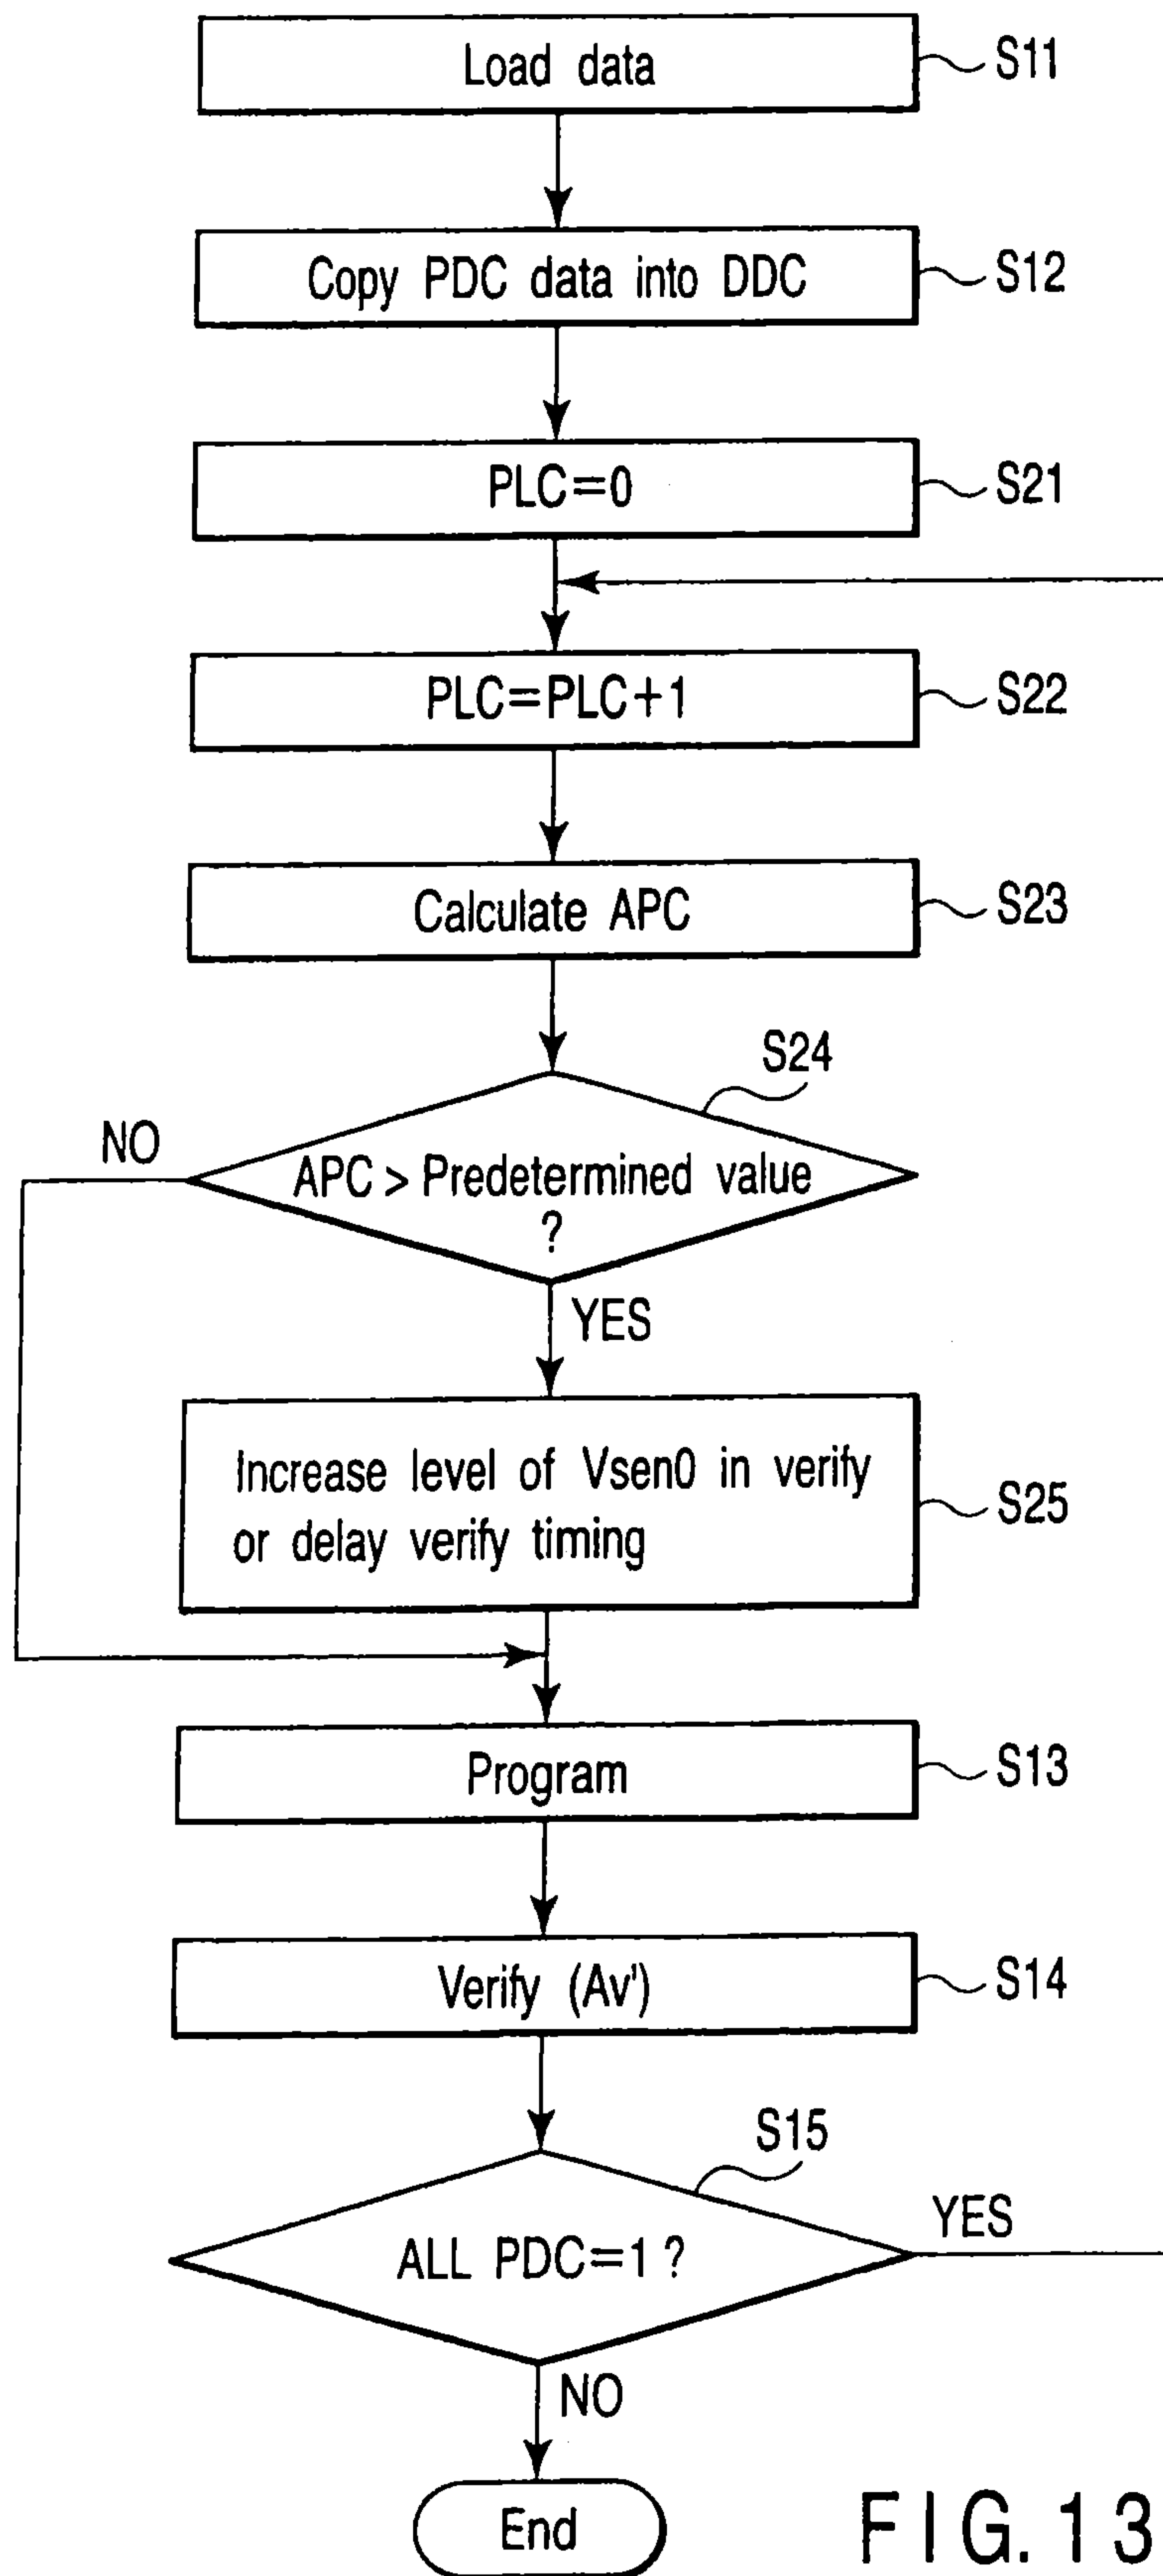 Load data
S11
Copy PDC data into DDC
S12
PLC=0
S21
PLC=PLC+1
S22
Calculate APC
S23
S24
NO
APC > Predetermined value
?
YES
Increase level of Vsen0 in verify
or delay verify timing
S25
Program
S13
Verify (Av')
S14
S15
ALL PDC=1 ?
YES
NO
End
FIG. 13